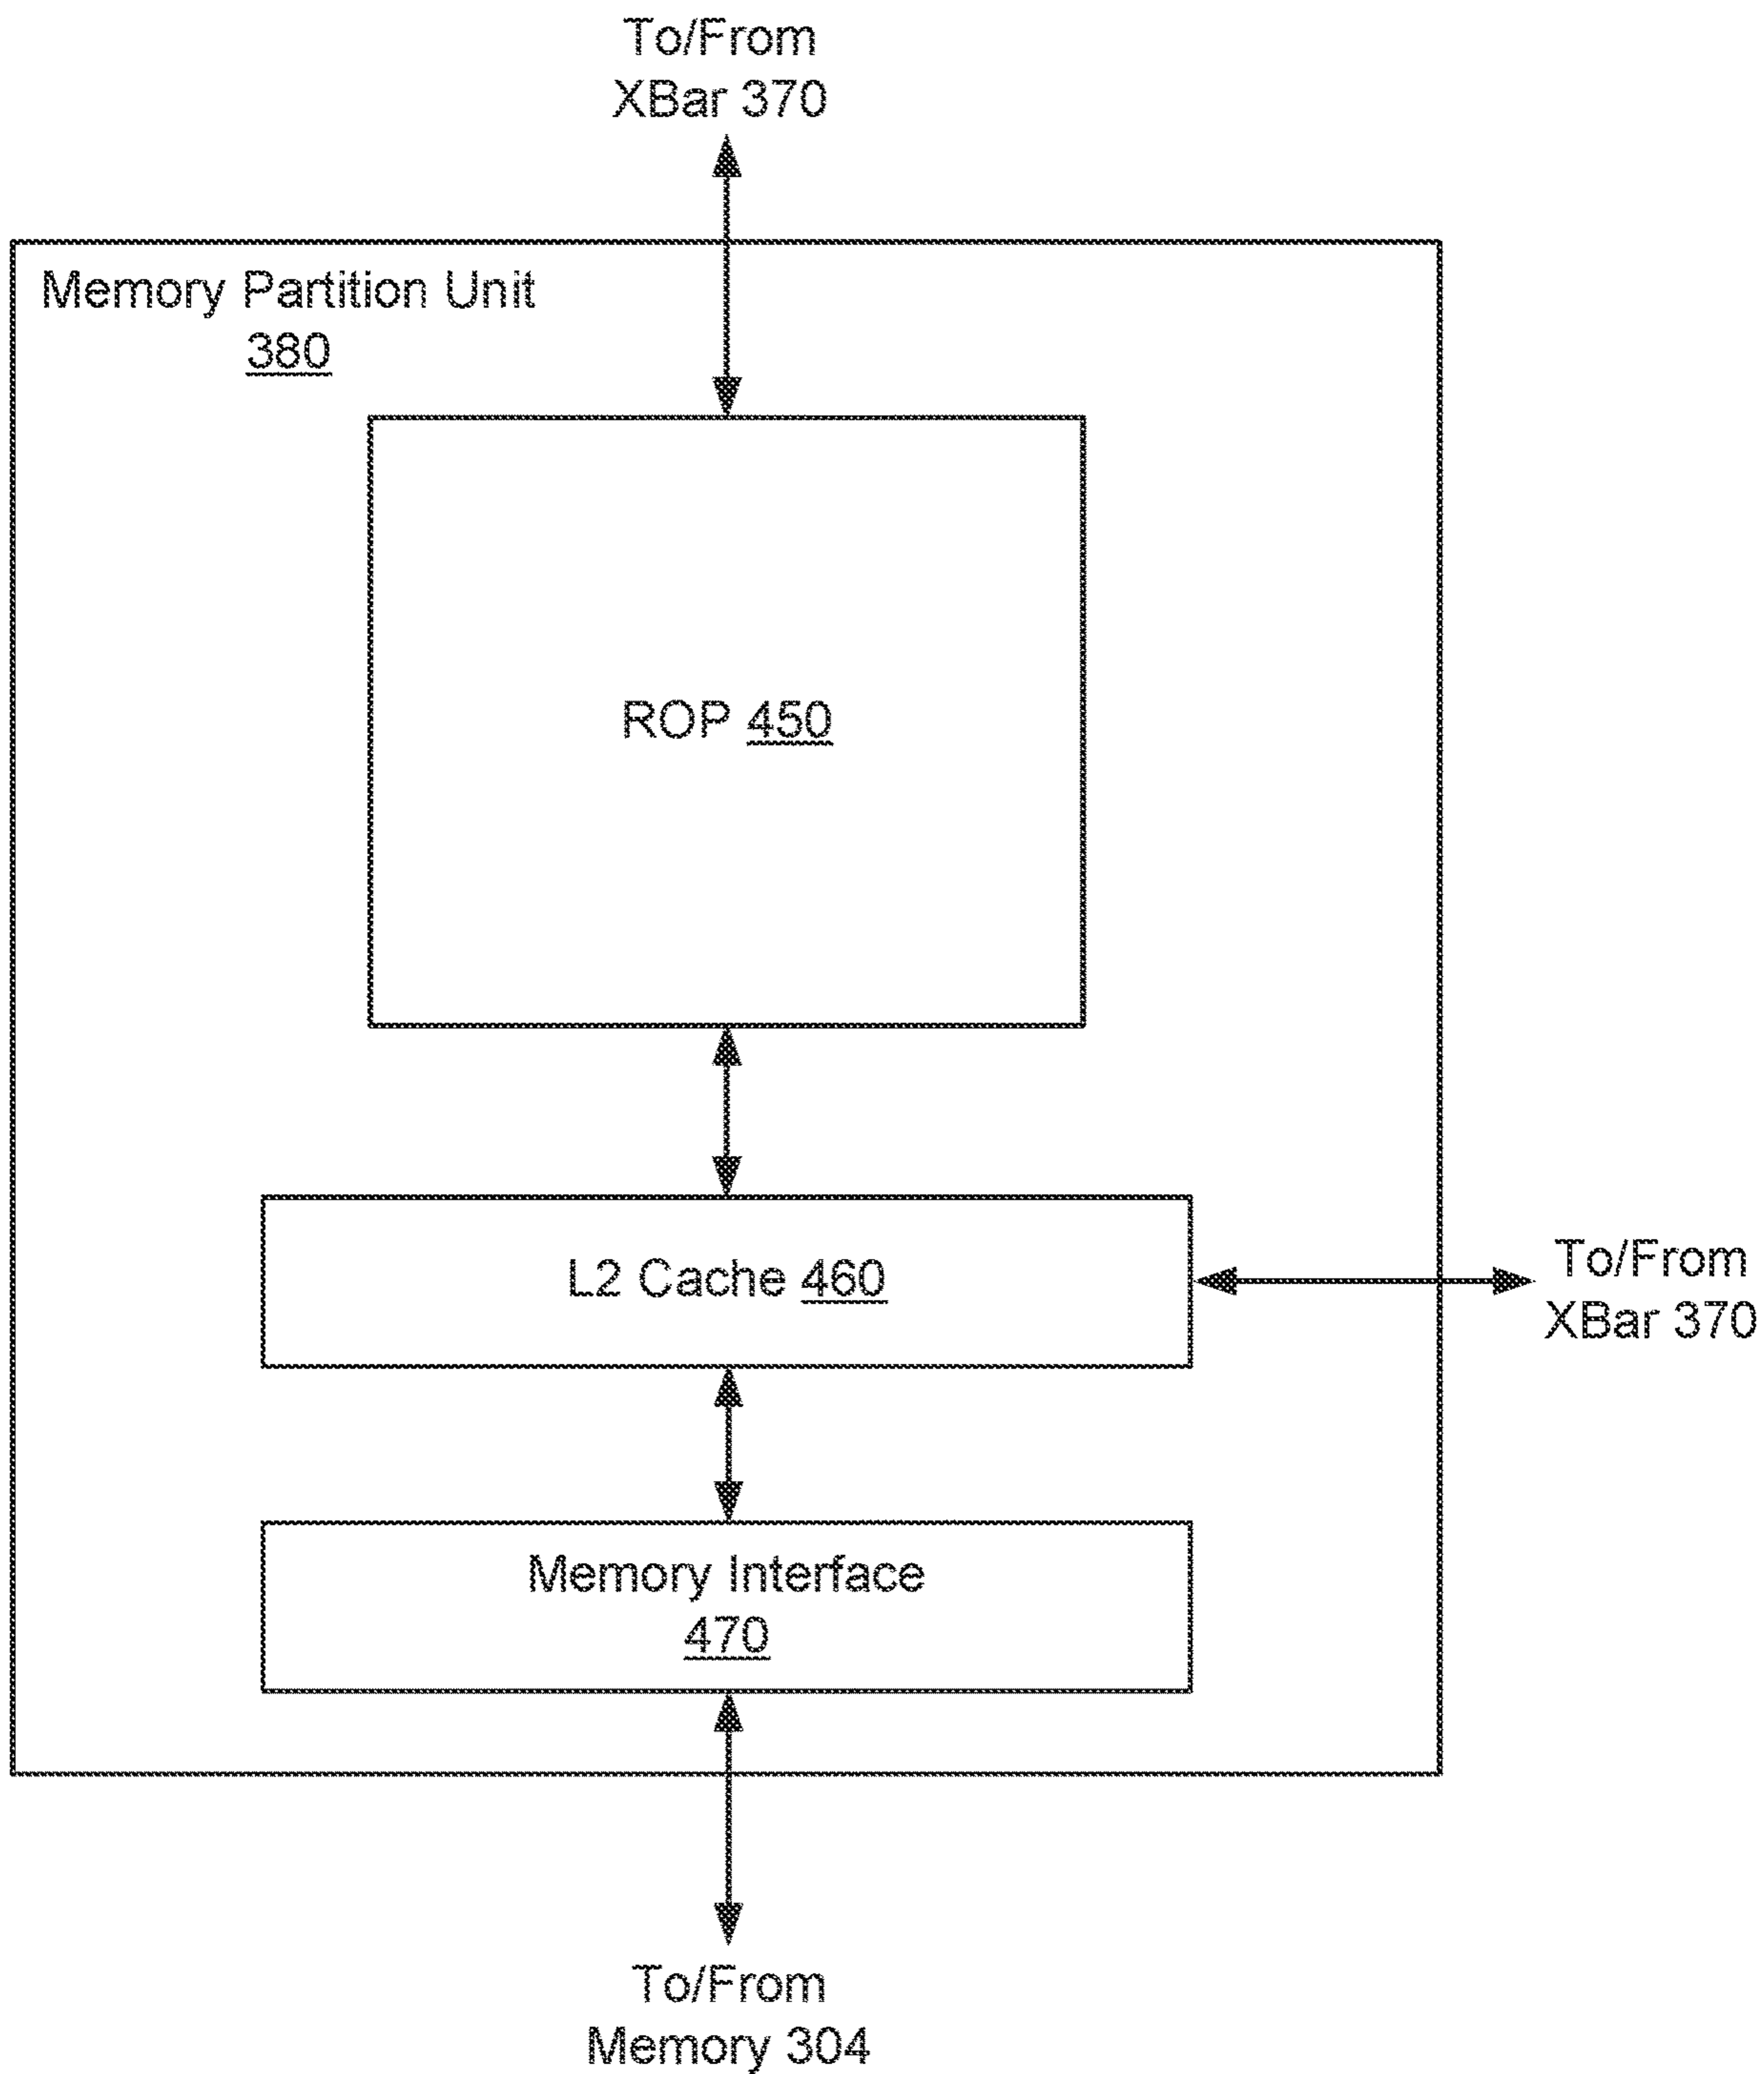 To/From
XBar 370
Memory Partition Unit
380
ROP 450
L2 Cache 460
To/From
XBar 370
Memory Interface
470
To/From
Memory 304